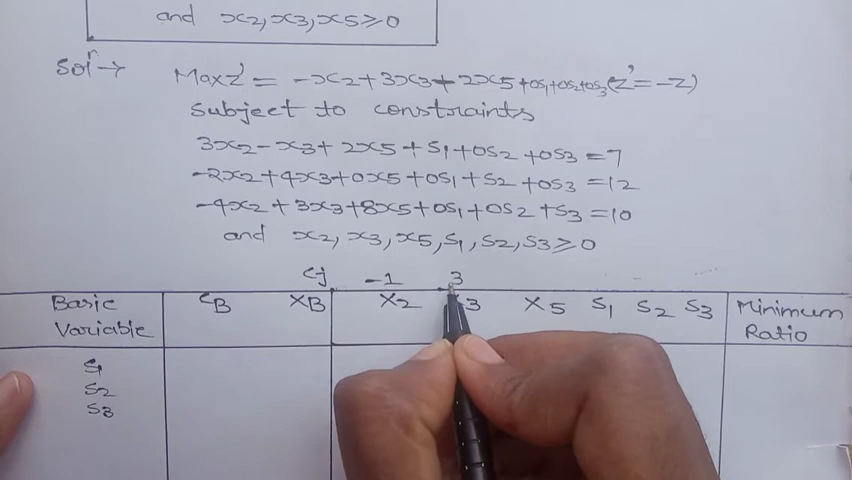 and x2, x3, x5 ≥ 0
Solⁿ → Max Z' = -x2 + 3x3 - 2x5 + 0s1 + 0s2 + 0s3 (Z' = -Z)
Subject to constraints
3x2 - x3 + 2x5 + s1 + 0s2 + 0s3 = 7
-2x2 + 4x3 + 0x5 + 0s1 + s2 + 0s3 = 12
-4x2 + 3x3 + 8x5 + 0s1 + 0s2 + s3 = 10
and x2, x3, x5, s1, s2, s3 ≥ 0
Cj -1 3
Basic Variable CB XB X2 3 X5 S1 S2 S3 Minimum Ratio
S1
S2
S3